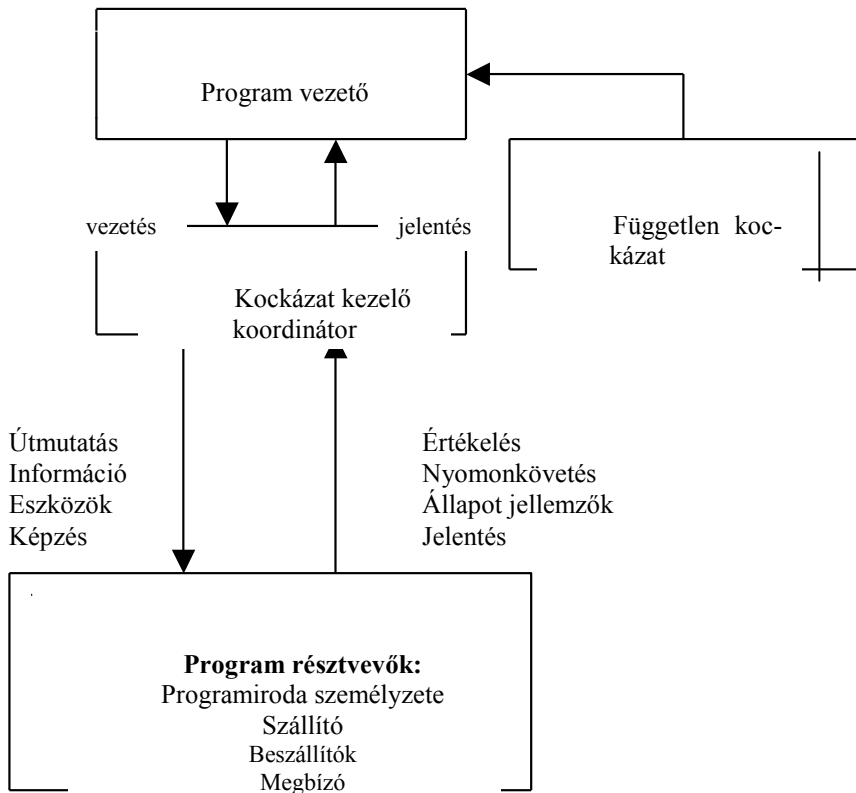 Program vezető
vezetés
jelentés
Független koc-
kázat
Kockázat kezelő
koordinátor
Útmutatás
Információ
Eszközök
Képzés
Értékelés
Nyomonkövetés
Állapot jellemzők
Jelentés
Program résztvevők:
Programiroda személyzete
Szállító
Beszállítók
Megbízó